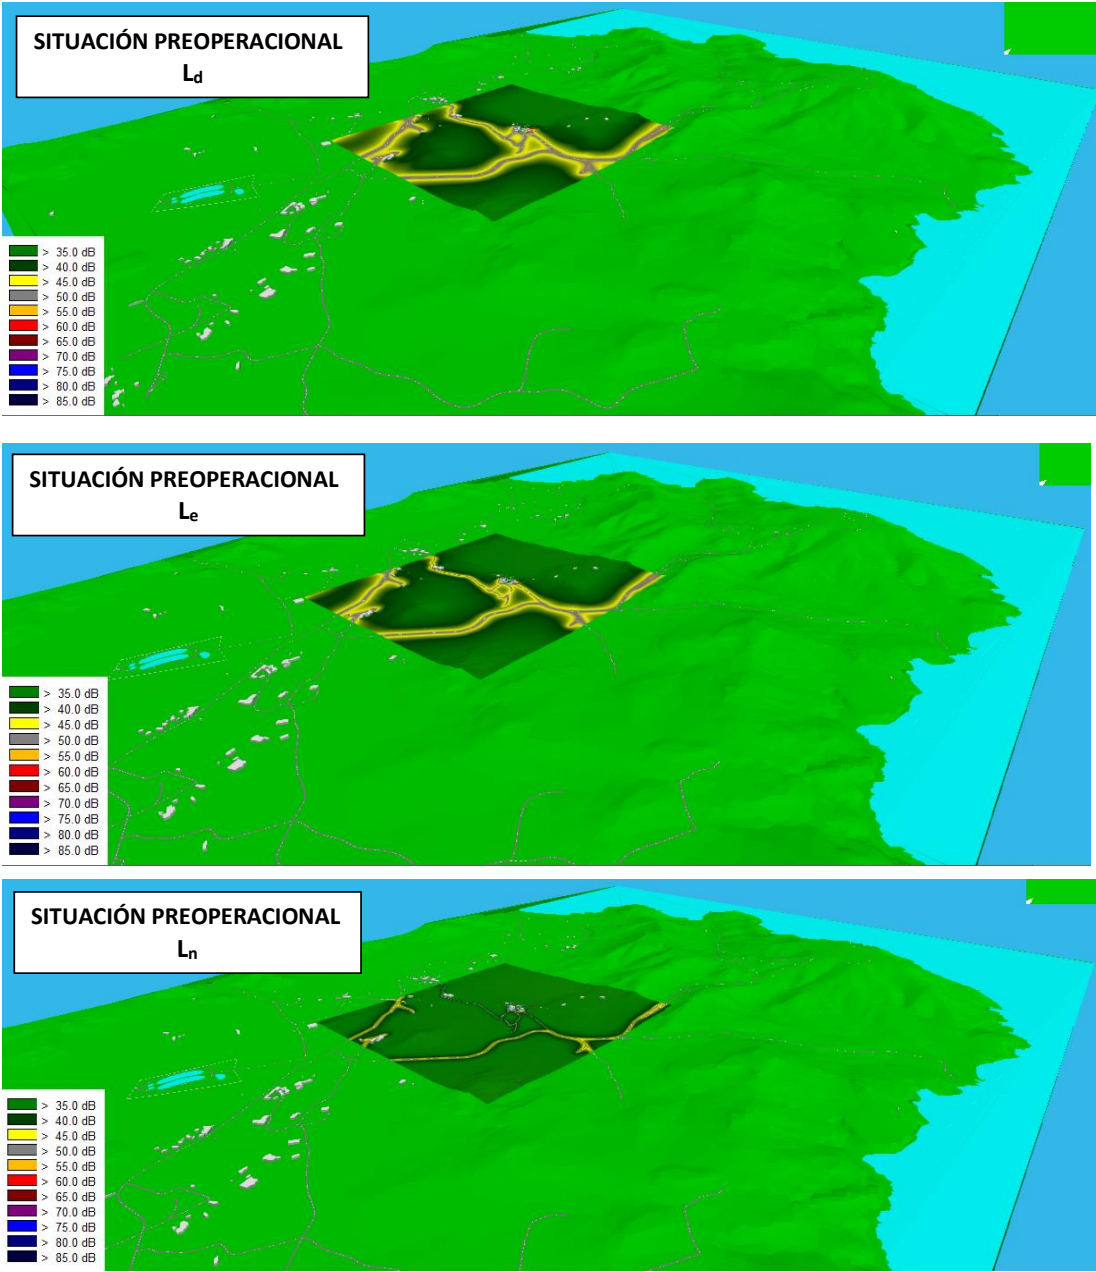 SITUACIÓN PREOPERACIONAL
Ld
> 35.0 dB
> 40.0 dB
> 45.0 dB
> 50.0 dB
> 55.0 dB
> 60.0 dB
> 65.0 dB
> 70.0 dB
> 75.0 dB
> 80.0 dB
> 85.0 dB
SITUACIÓN PREOPERACIONAL
Le
> 35.0 dB
> 40.0 dB
> 45.0 dB
> 50.0 dB
> 55.0 dB
> 60.0 dB
> 65.0 dB
> 70.0 dB
> 75.0 dB
> 80.0 dB
> 85.0 dB
SITUACIÓN PREOPERACIONAL
Ln
> 35.0 dB
> 40.0 dB
> 45.0 dB
> 50.0 dB
> 55.0 dB
> 60.0 dB
> 65.0 dB
> 70.0 dB
> 75.0 dB
> 80.0 dB
> 85.0 dB